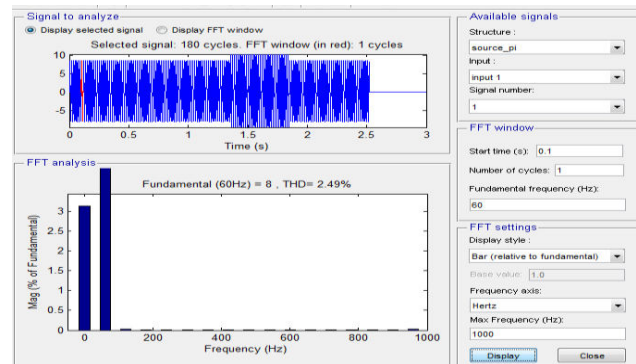 Signal to analyze
Display selected signal Display FFT window
Selected signal: 180 cycles. FFT window (in red): 1 cycles
10
5
0
-5
0 0.5 1 1.5 2 2.5 3
Time (s)
FFT analysis
Fundamental (60Hz) = 8 , THD= 2.49%
Mag (% of Fundamental)
3
2.5
2
1.5
1
0.5
0
0 200 400 600 800 1000
Frequency (Hz)
Available signals
Structure :
source_pi
Input :
input 1
Signal number:
1
FFT window
Start time (s): 0.1
Number of cycles: 1
Fundamental frequency (Hz):
60
FFT settings
Display style :
Bar (relative to fundamental)
Base value: 1.0
Frequency axis:
Hertz
Max Frequency (Hz):
1000
Display Close